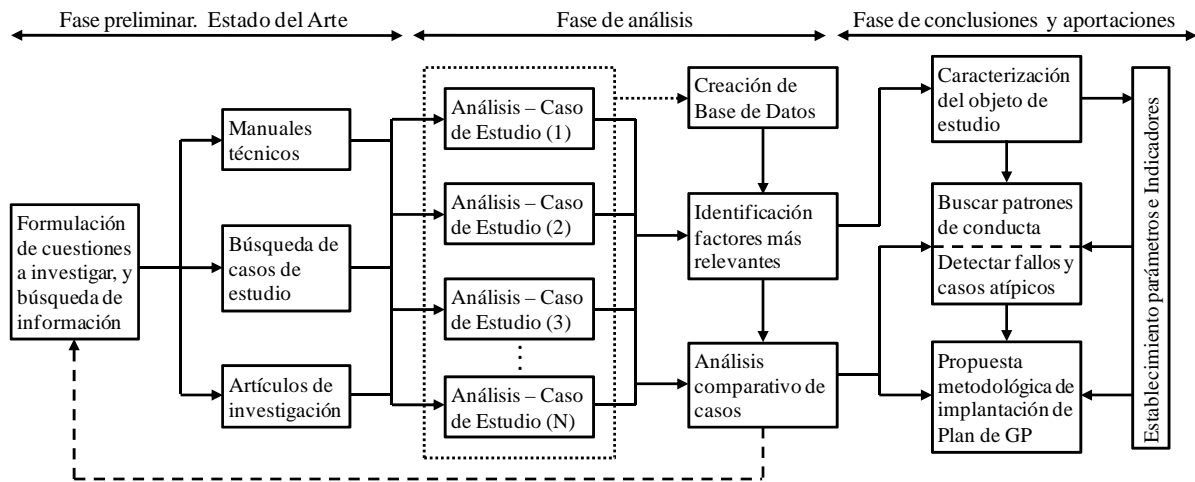 Fase preliminar. Estado del Arte
Fase de análisis
Fase de conclusiones y aportaciones
Formulación
de cuestiones
a investigar, y
búsqueda de
información
Manuales
técnicos
Búsqueda de
casos de
estudio
Artículos de
investigación
Análisis – Caso
de Estudio (1)
Análisis – Caso
de Estudio (2)
Análisis – Caso
de Estudio (3)
Análisis – Caso
de Estudio (N)
Creación de
Base de Datos
Identificación
factores más
relevantes
Análisis
comparativo de
casos
Caracterización
del objeto de
estudio
Buscar patrones
de conducta
Detectar fallos y
casos atípicos
Propuesta
metodológica de
implantación de
Plan de GP
Establecimiento parámetros e Indicadores